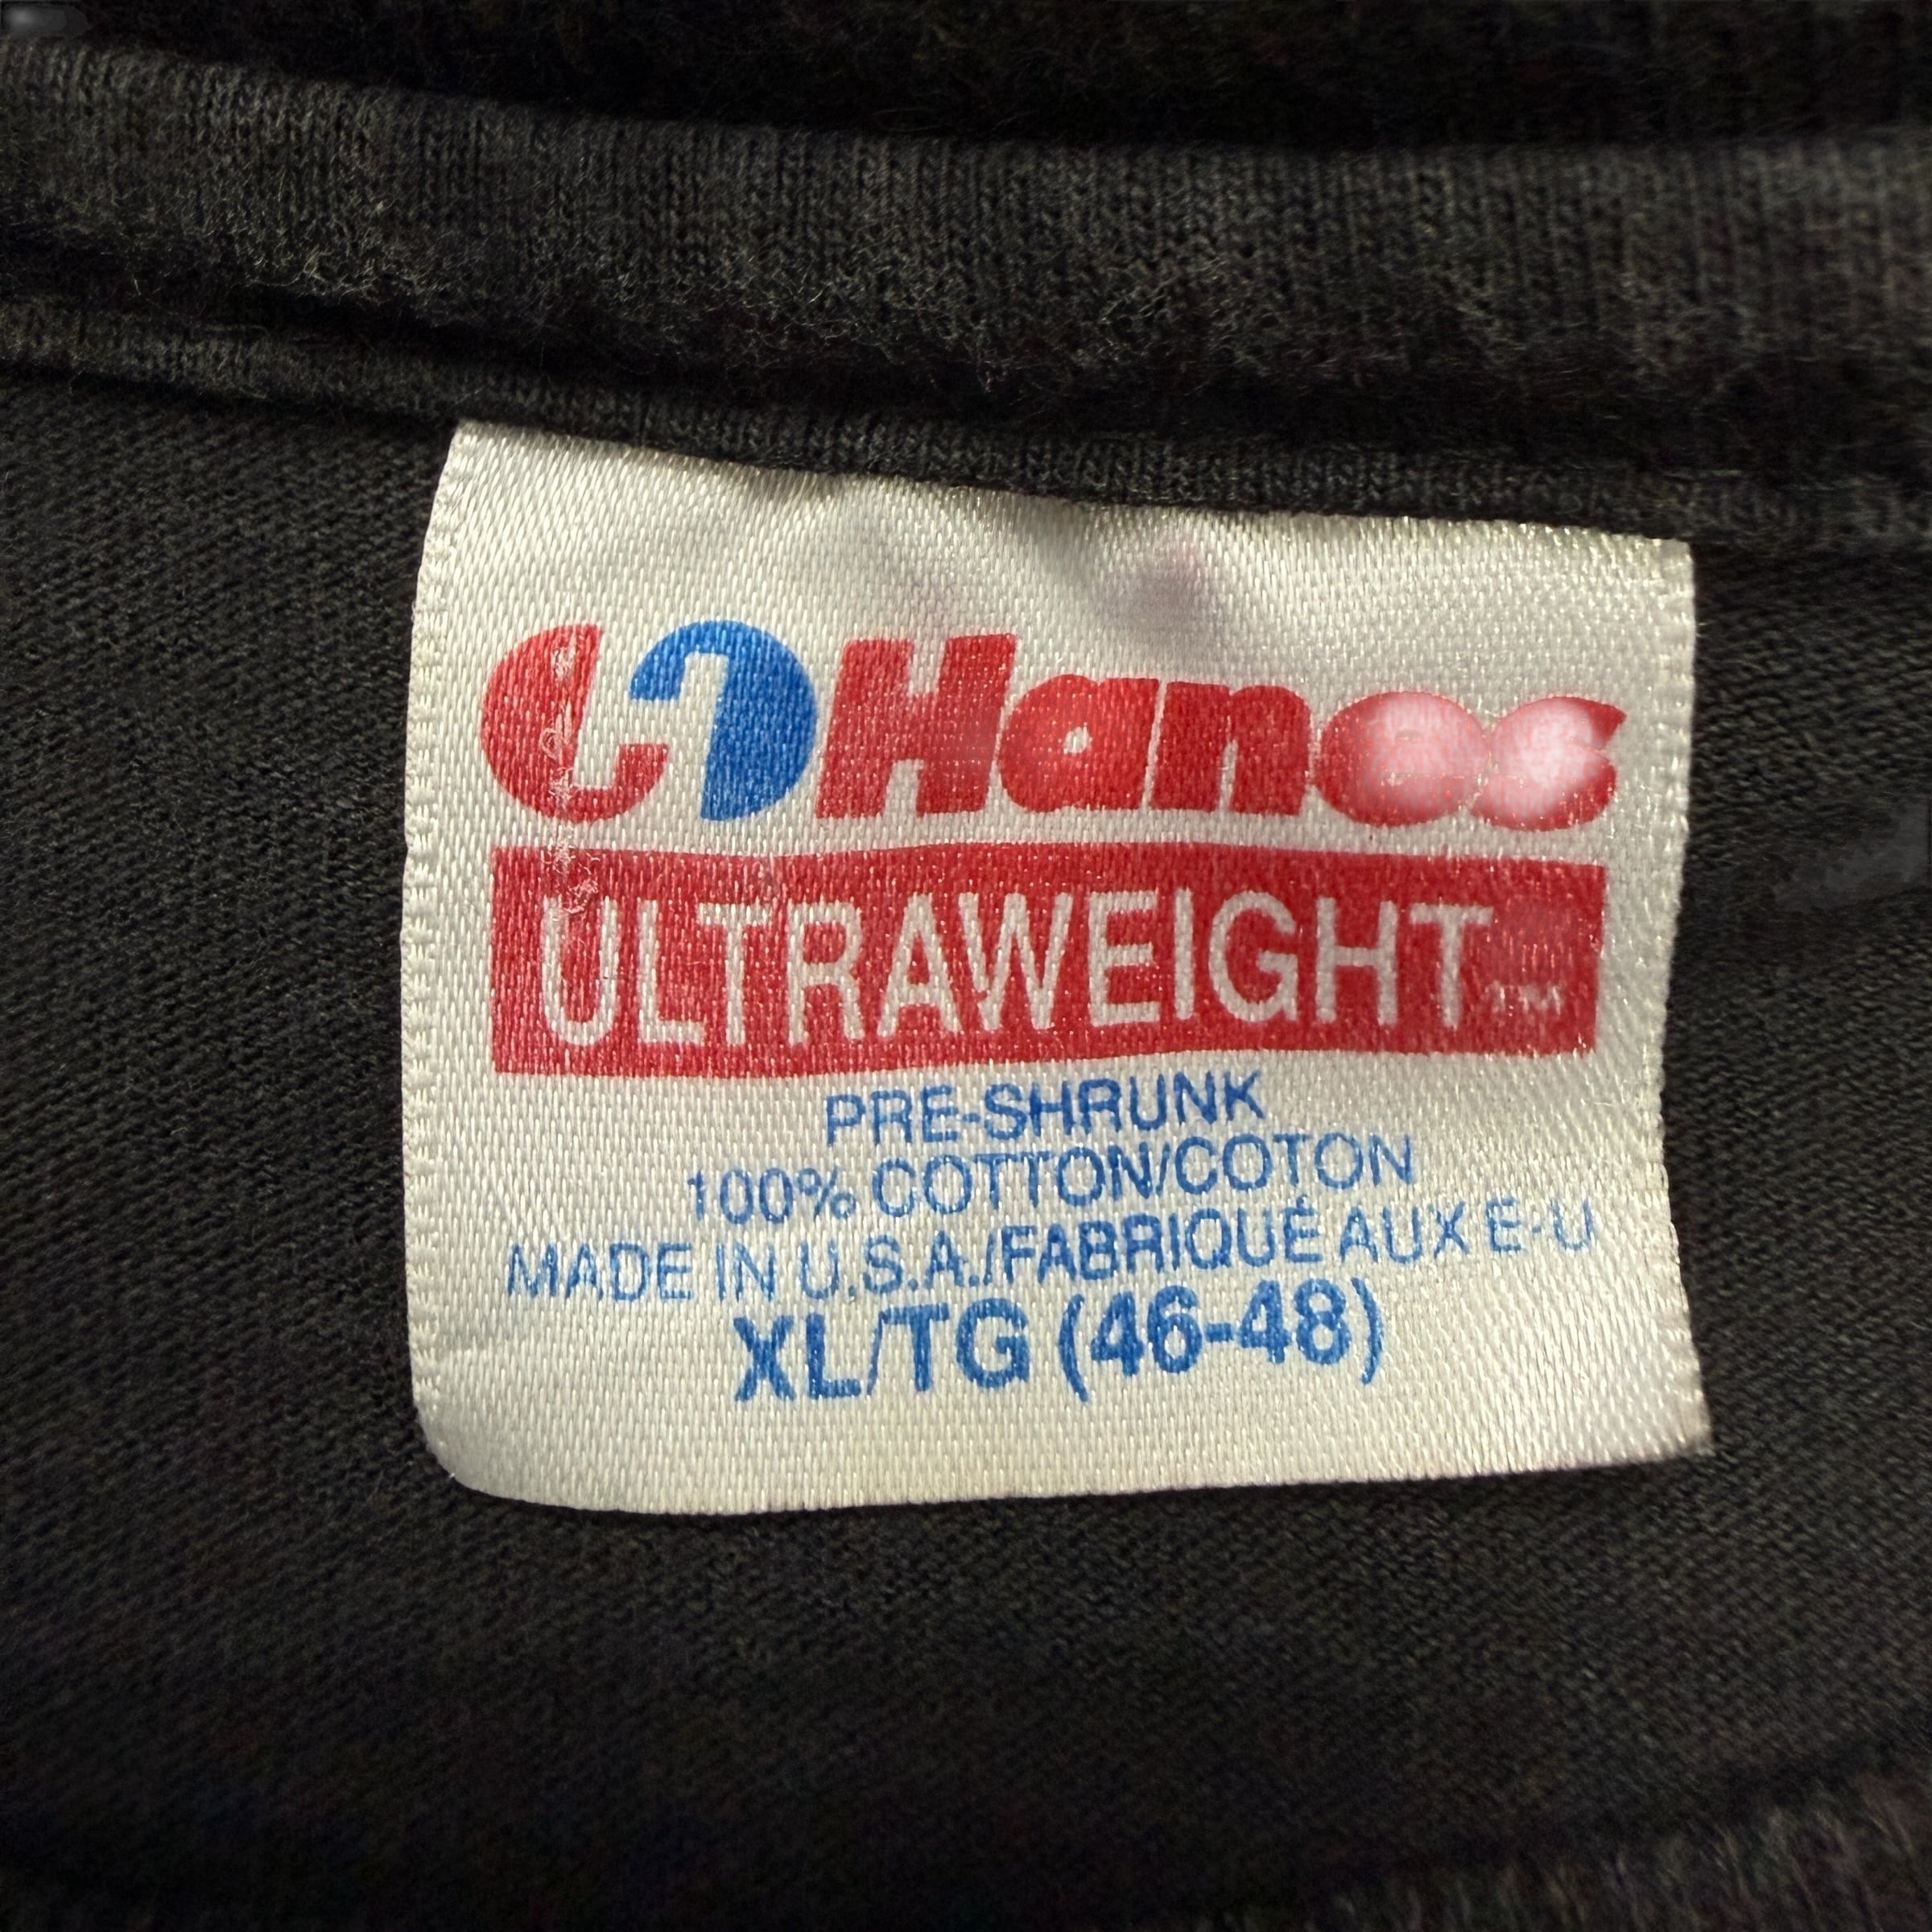 Hanes
ULTRAWEIGHT™
PRE-SHRUNK
100% COTTON/COTON
MADE IN U.S.A./FABRIQUÉ AUX E-U
XL/TG (46-48)